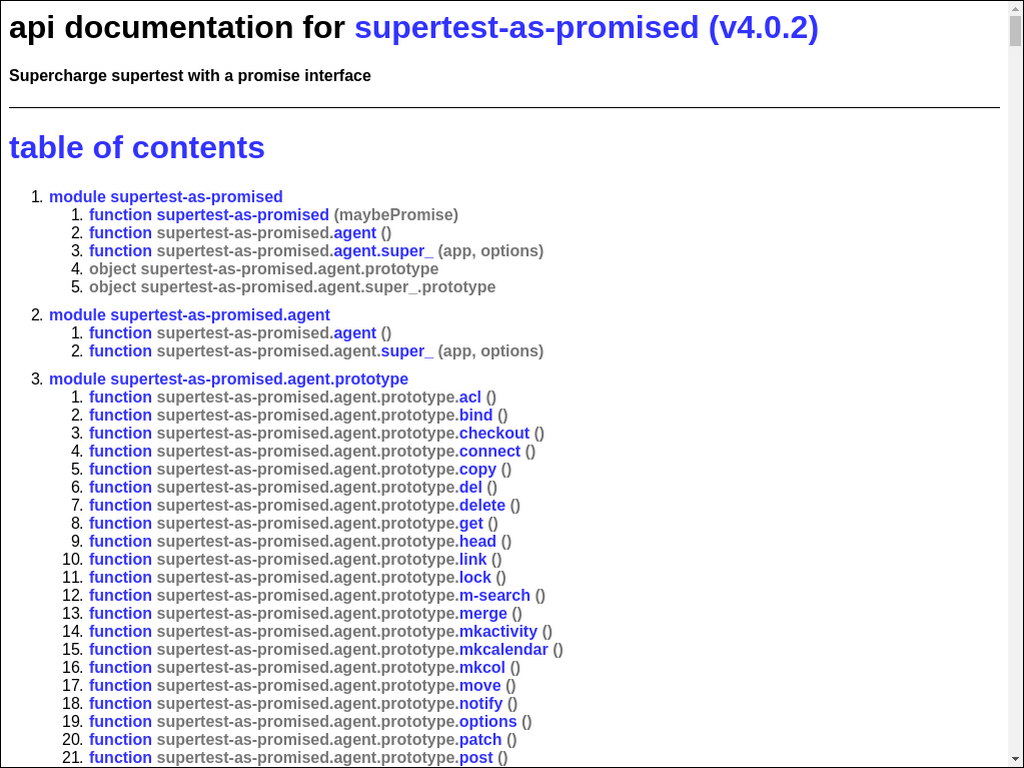 api documentation for supertest-as-promised (v4.0.2)
Supercharge supertest with a promise interface
table of contents
1. module supertest-as-promised
1. function supertest-as-promised (maybePromise)
2. function supertest-as-promised.agent ()
3. function supertest-as-promised.agent.super_ (app, options)
4. object supertest-as-promised.agent.prototype
5. object supertest-as-promised.agent.super_.prototype
2. module supertest-as-promised.agent
1. function supertest-as-promised.agent ()
2. function supertest-as-promised.agent.super_ (app, options)
3. module supertest-as-promised.agent.prototype
1. function supertest-as-promised.agent.prototype.acl ()
2. function supertest-as-promised.agent.prototype.bind ()
3. function supertest-as-promised.agent.prototype.checkout ()
4. function supertest-as-promised.agent.prototype.connect ()
5. function supertest-as-promised.agent.prototype.copy ()
6. function supertest-as-promised.agent.prototype.del ()
7. function supertest-as-promised.agent.prototype.delete ()
8. function supertest-as-promised.agent.prototype.get ()
9. function supertest-as-promised.agent.prototype.head ()
10. function supertest-as-promised.agent.prototype.link ()
11. function supertest-as-promised.agent.prototype.lock ()
12. function supertest-as-promised.agent.prototype.m-search ()
13. function supertest-as-promised.agent.prototype.merge ()
14. function supertest-as-promised.agent.prototype.mkactivity ()
15. function supertest-as-promised.agent.prototype.mkcalendar ()
16. function supertest-as-promised.agent.prototype.mkcol ()
17. function supertest-as-promised.agent.prototype.move ()
18. function supertest-as-promised.agent.prototype.notify ()
19. function supertest-as-promised.agent.prototype.options ()
20. function supertest-as-promised.agent.prototype.patch ()
21. function supertest-as-promised.agent.prototype.post ()